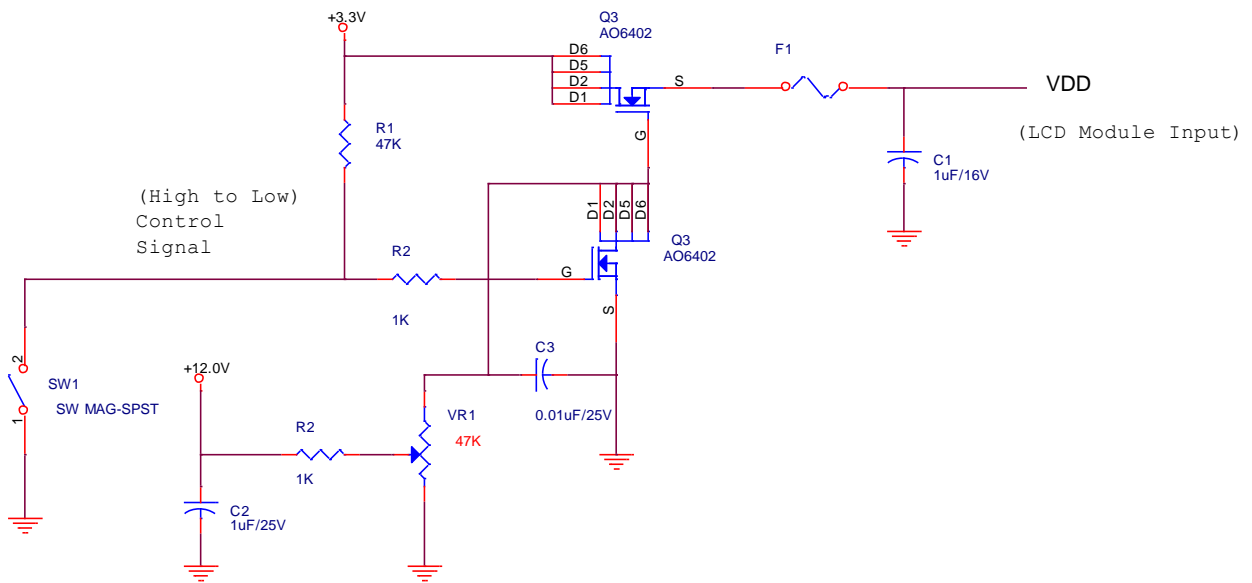 +3.3V
Q3
AO6402
D6
D5
D2
D1
S
G
F1
VDD
(LCD Module Input)
C1
1uF/16V
R1
47K
(High to Low)
Control
Signal
D1
D2
D5
D6
Q3
AO6402
G
S
R2
1K
C3
0.01uF/25V
2
1
SW1
SW MAG-SPST
+12.0V
R2
1K
VR1
47K
C2
1uF/25V